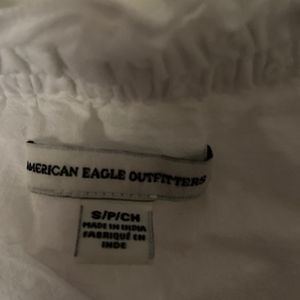 AMERICAN EAGLE OUTFITTERS
S/P/CH
MADE IN INDIA
FABRIQUÉ EN
INDE